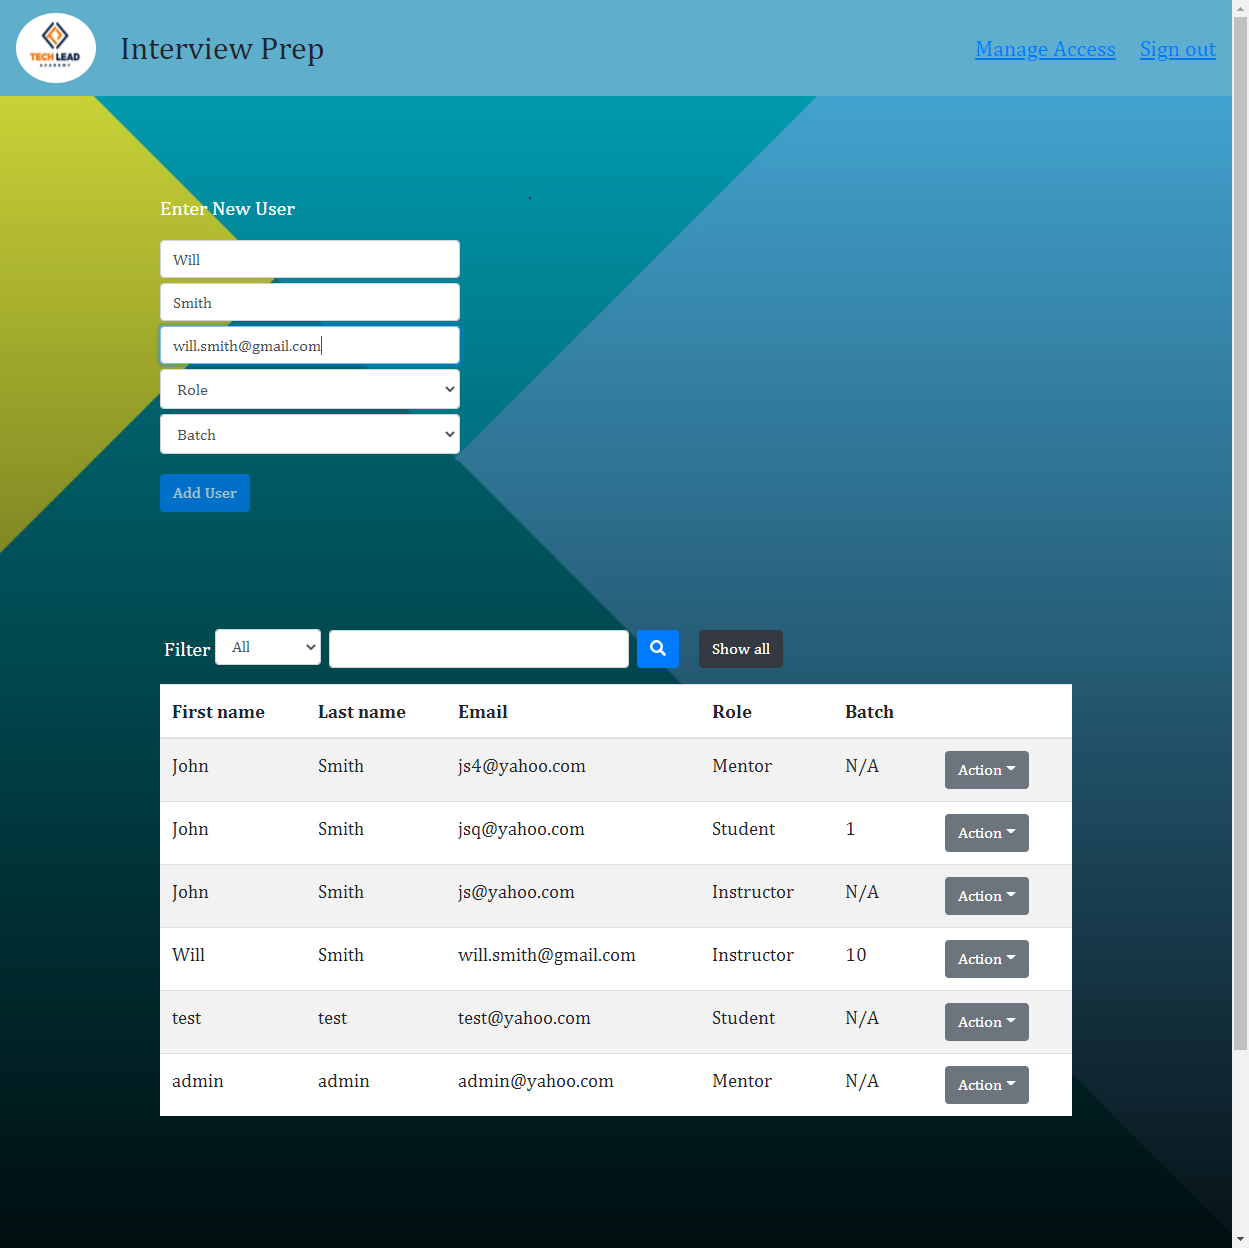 TECH LEAD
ACADEMY
Interview Prep
Manage Access Sign out
Enter New User
Will
Smith
will.smith@gmail.com
Role
Batch
Add User
Filter All Show all
First name Last name Email Role Batch
John Smith js4@yahoo.com Mentor N/A Action
John Smith jsq@yahoo.com Student 1 Action
John Smith js@yahoo.com Instructor N/A Action
Will Smith will.smith@gmail.com Instructor 10 Action
test test test@yahoo.com Student N/A Action
admin admin admin@yahoo.com Mentor N/A Action